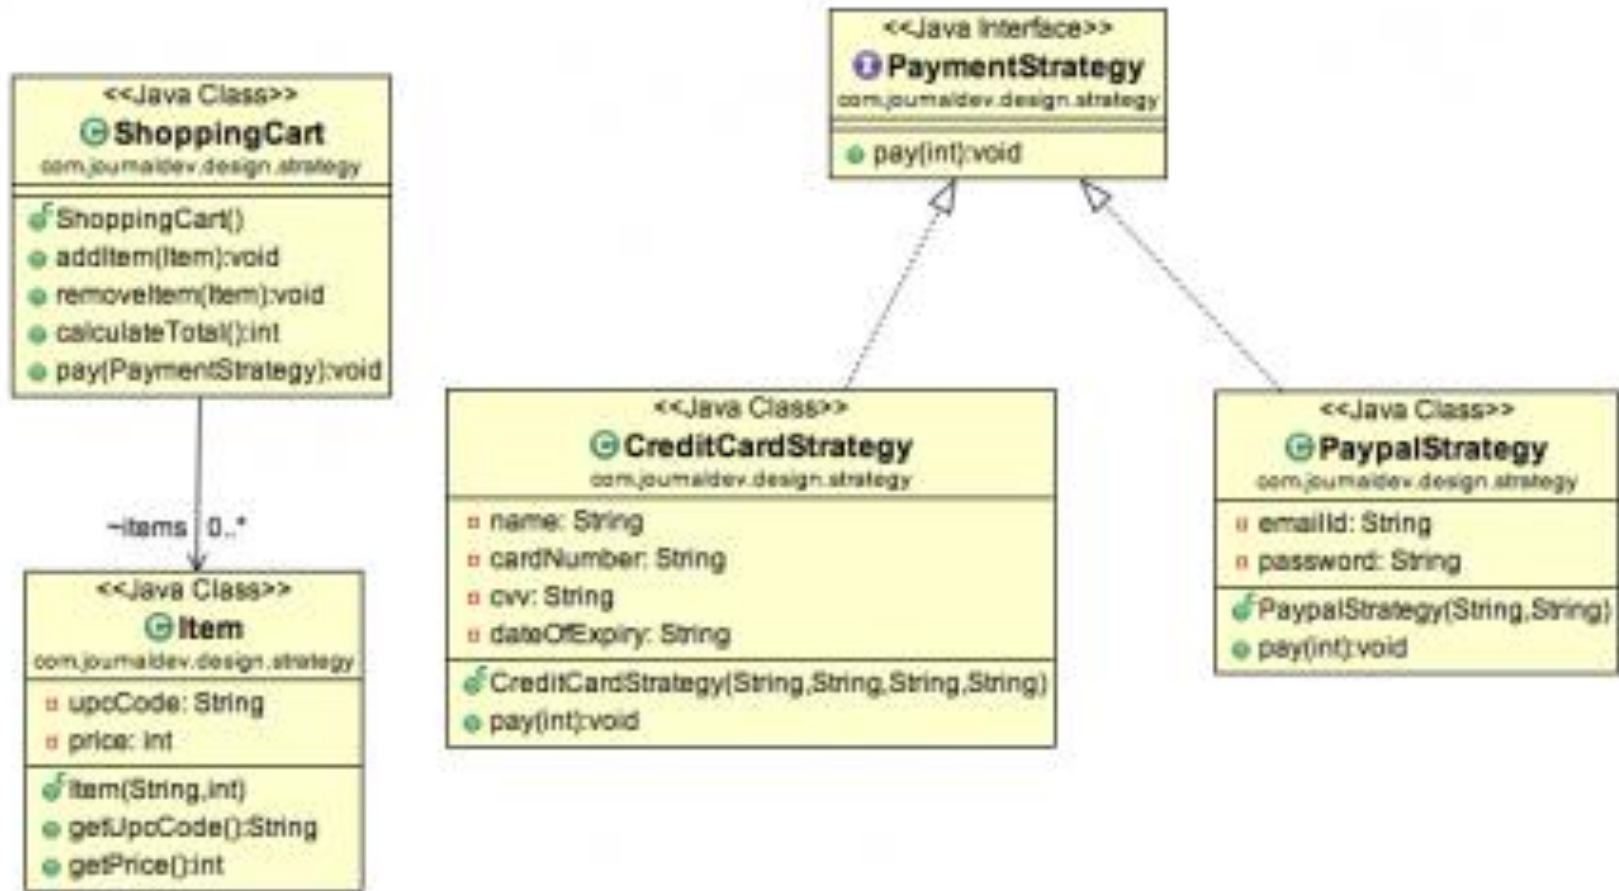 <<Java Class>>
ShoppingCart
com.journaldev.design.strategy
ShoppingCart()
addItem(Item):void
removeItem(Item):void
calculateTotal():int
pay(PaymentStrategy):void
~items 0..*
<<Java Class>>
Item
com.journaldev.design.strategy
upcCode: String
price: int
Item(String,int)
getUpcCode():String
getPrice():int
<<Java Interface>>
PaymentStrategy
com.journaldev.design.strategy
pay(int):void
<<Java Class>>
CreditCardStrategy
com.journaldev.design.strategy
name: String
cardNumber: String
cvv: String
dateOfExpiry: String
CreditCardStrategy(String,String,String,String)
pay(int):void
<<Java Class>>
PaypalStrategy
com.journaldev.design.strategy
emailId: String
password: String
PaypalStrategy(String,String)
pay(int):void